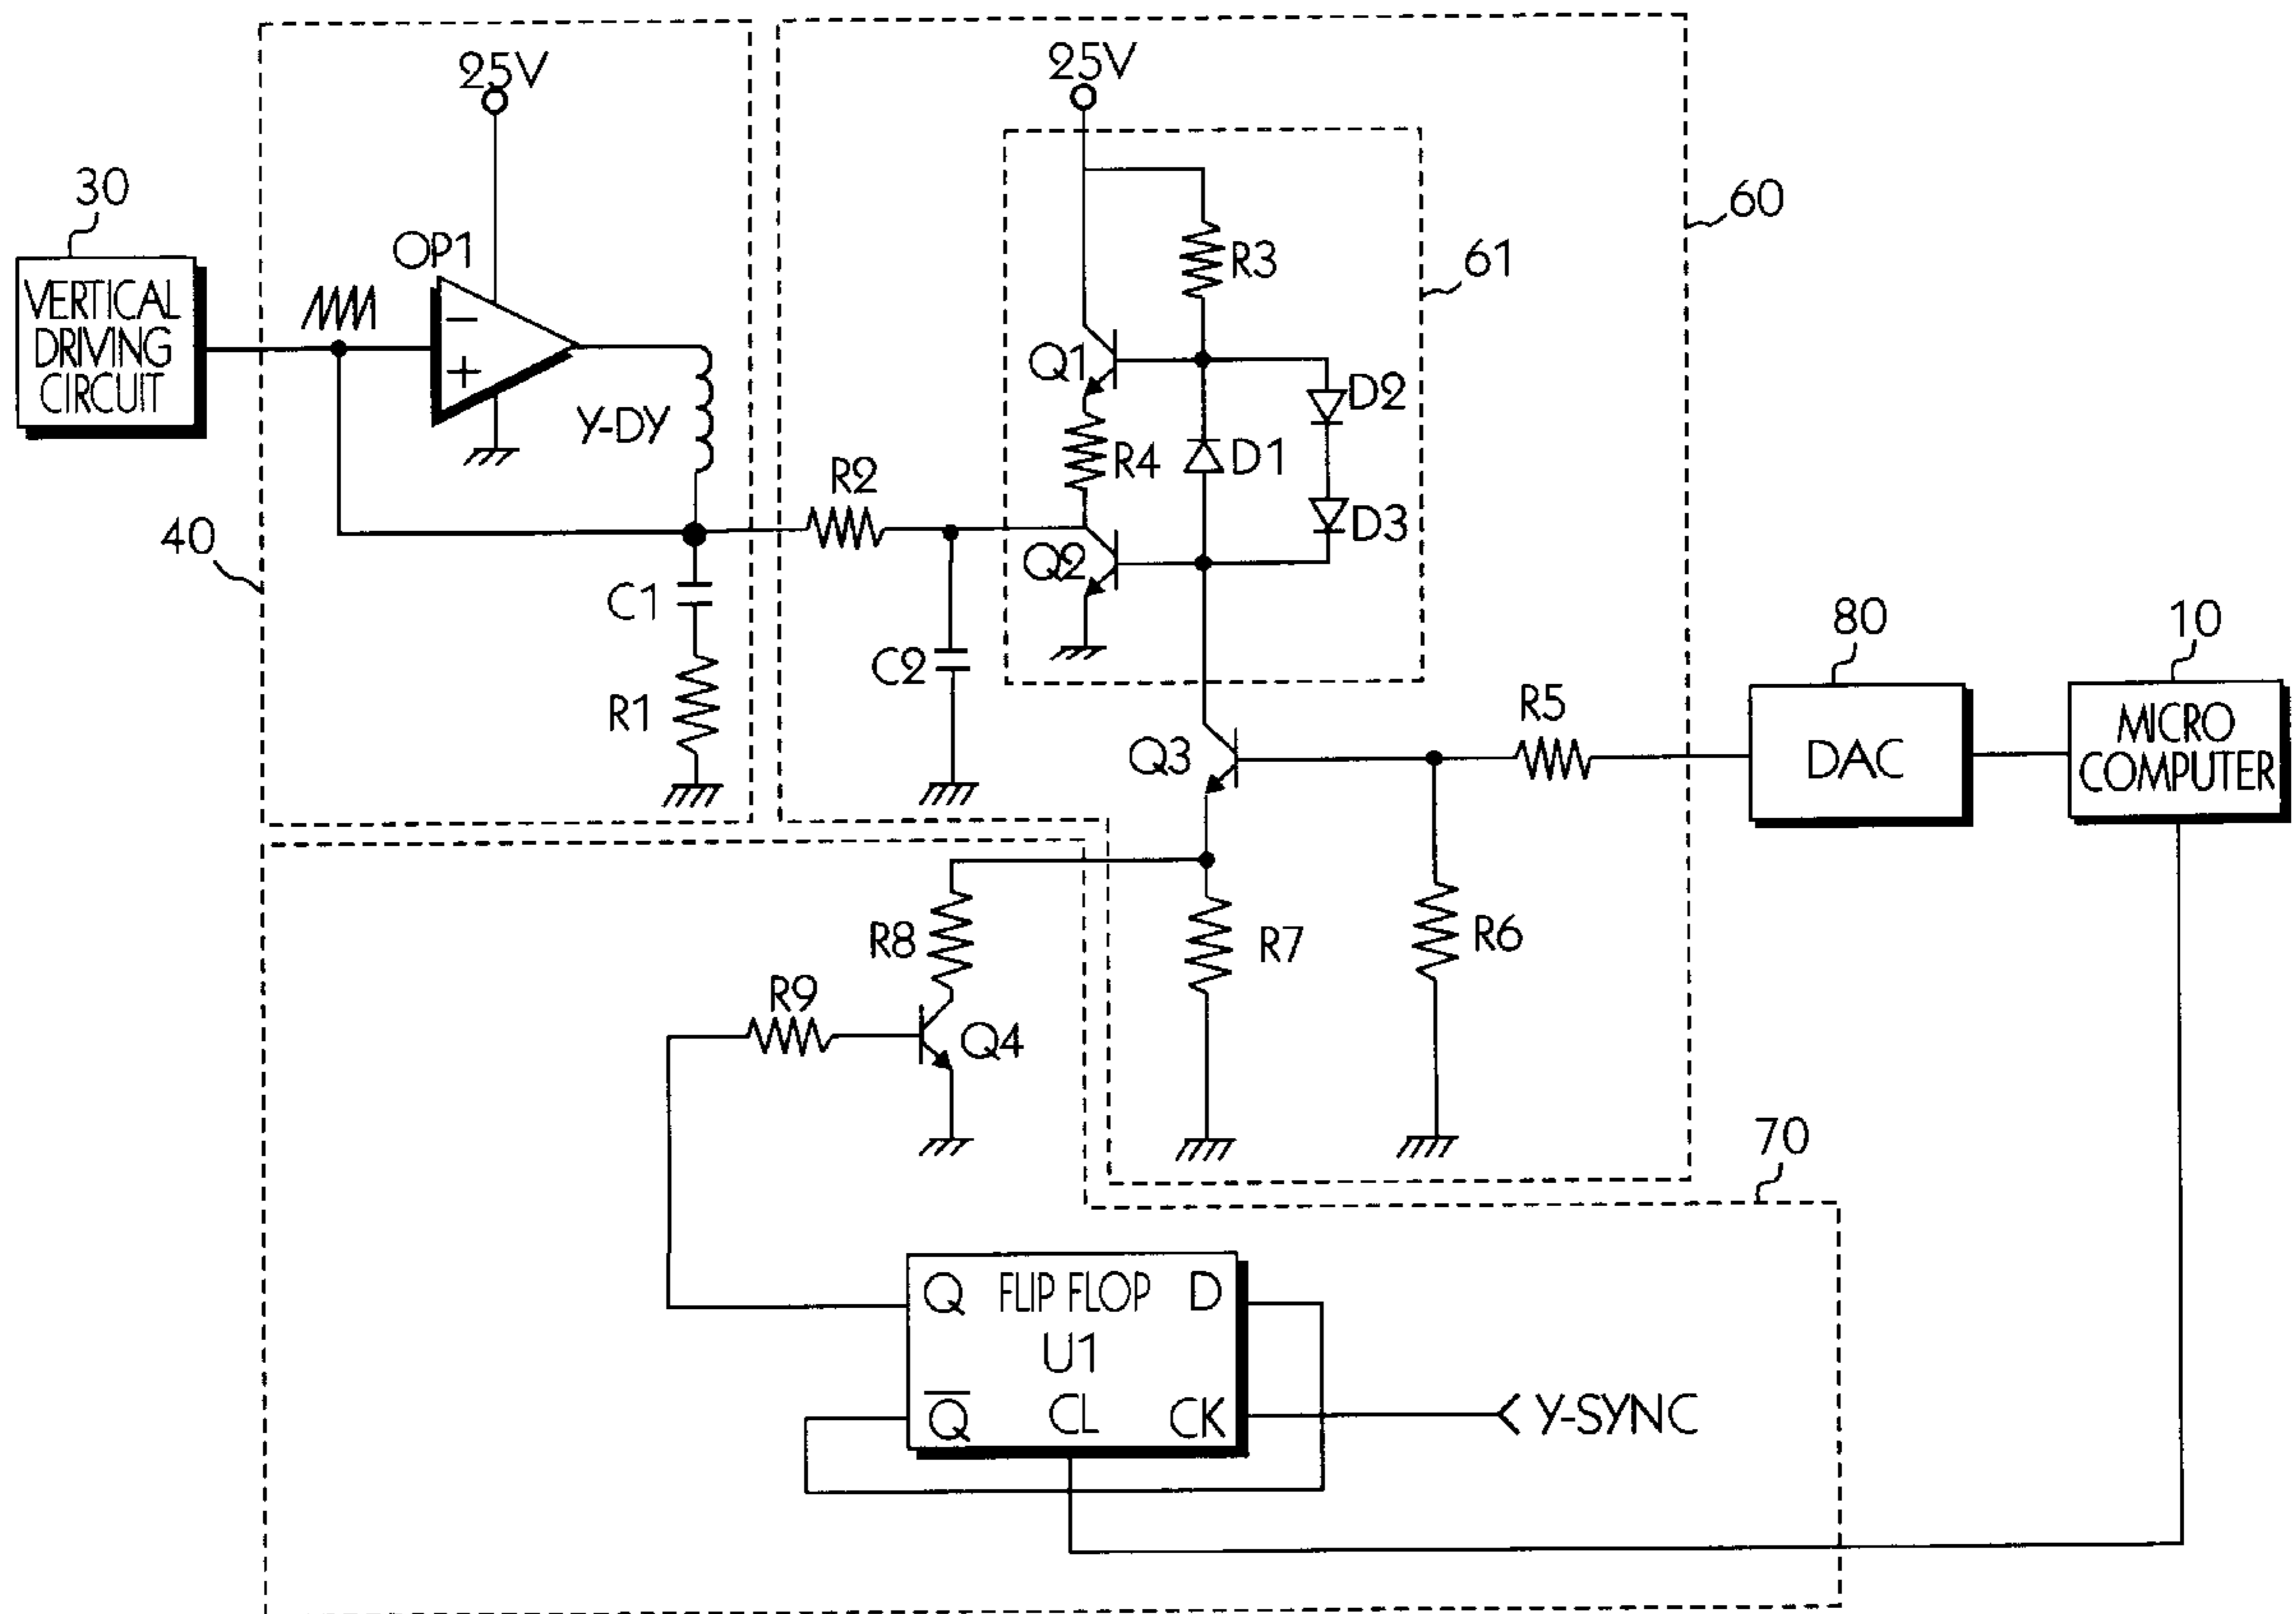 25V
25V
30
60
OP1
61
R3
VERTICAL
DRIVING
CIRCUIT
−
+
Q1
D2
Y-DY
R4
D1
R2
40
D3
Q2
C1
80
10
C2
R1
R5
Q3
DAC
MICRO
COMPUTER
R8
R7
R6
R9
Q4
70
Q FLIP FLOP D
U1
Q̅ CL CK
Y-SYNC